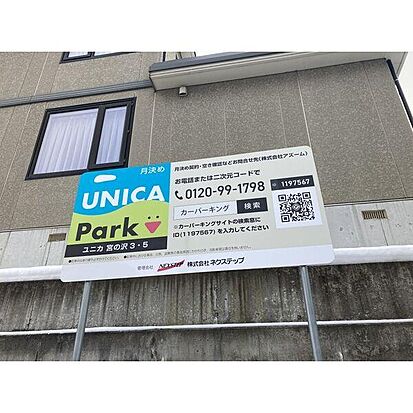 月決め
UNICA
Park
ユニカ 宮の沢3・5
月決め契約・空き確認などお問合せ先(株式会社アズーム)
お電話または二次元コードで
0120-99-1798
カーパーキング 検索
1197567
※カーパーキングサイトの検索窓に
ID(1197567)を入力してください
管理会社 NEXSTEP 株式会社ネクステップ